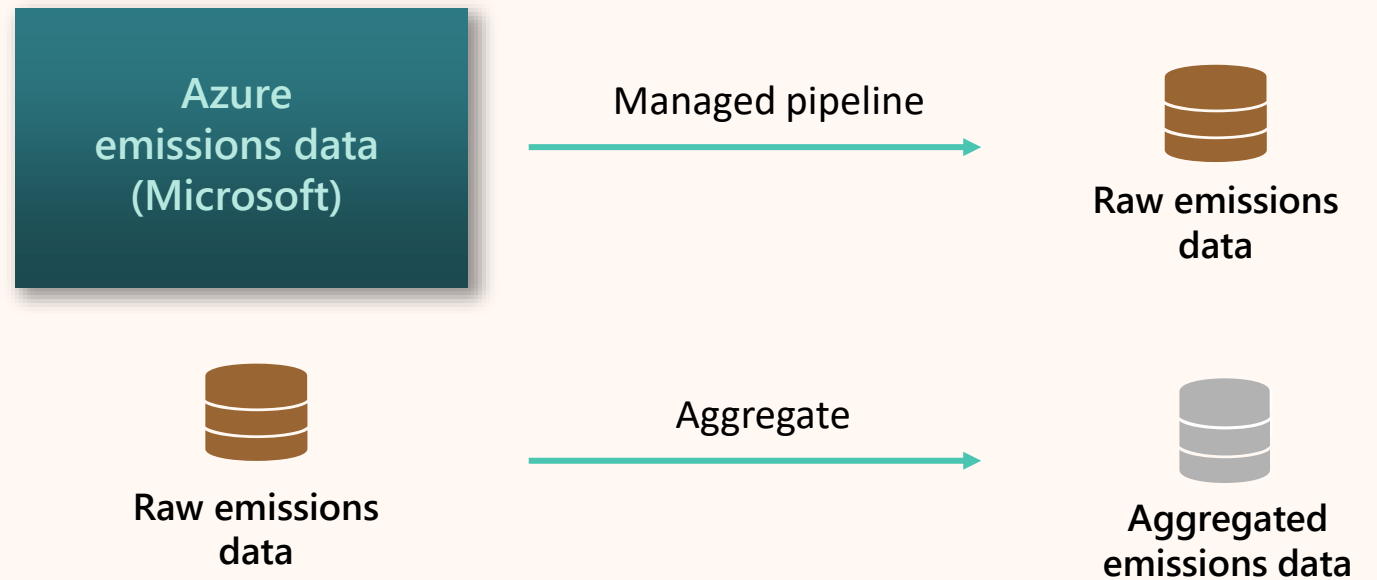 Azure
emissions data
(Microsoft)
Managed pipeline
Raw emissions
data
Raw emissions
data
Aggregate
Aggregated
emissions data